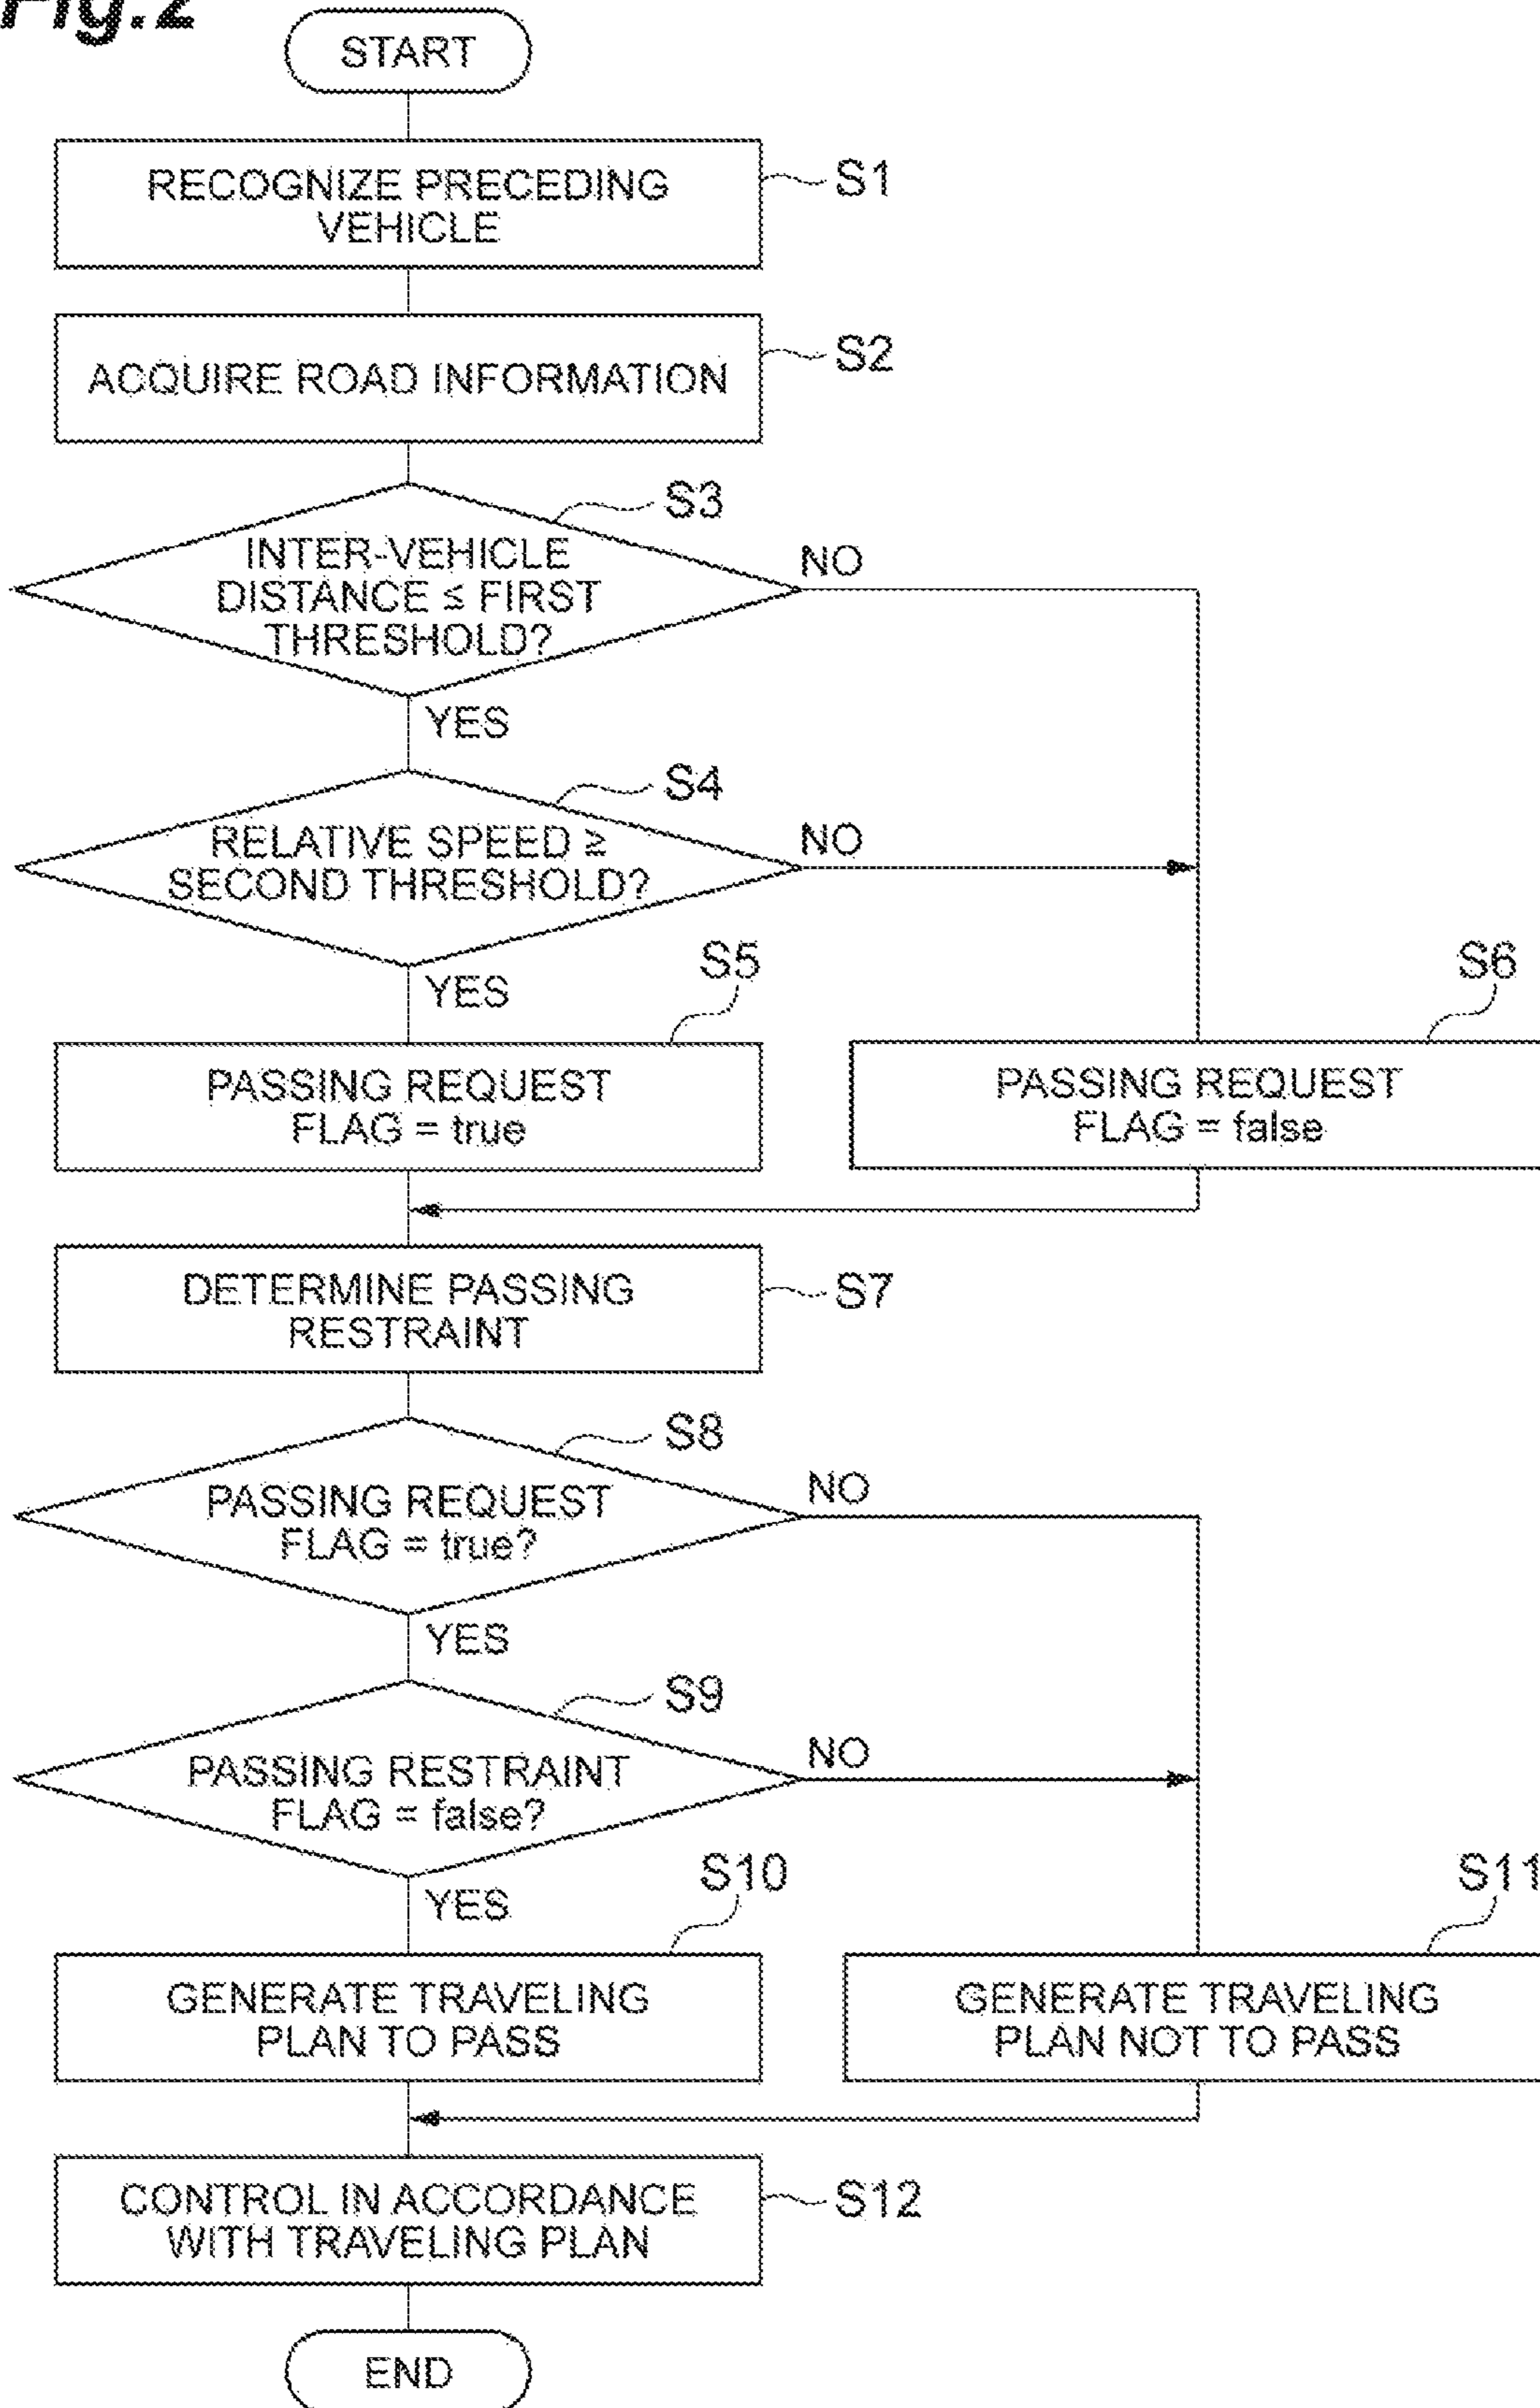 Fig.2
START
RECOGNIZE PRECEDING
VEHICLE
S1
ACQUIRE ROAD INFORMATION
S2
S3
INTER-VEHICLE
DISTANCE ≤ FIRST
THRESHOLD?
NO
YES
S4
RELATIVE SPEED ≥
SECOND THRESHOLD?
NO
YES
S5
S6
PASSING REQUEST
FLAG = true
PASSING REQUEST
FLAG = false
DETERMINE PASSING
RESTRAINT
S7
S8
PASSING REQUEST
FLAG = true?
NO
YES
S9
PASSING RESTRAINT
FLAG = false?
NO
YES
S10
S11
GENERATE TRAVELING
PLAN TO PASS
GENERATE TRAVELING
PLAN NOT TO PASS
CONTROL IN ACCORDANCE
WITH TRAVELING PLAN
S12
END